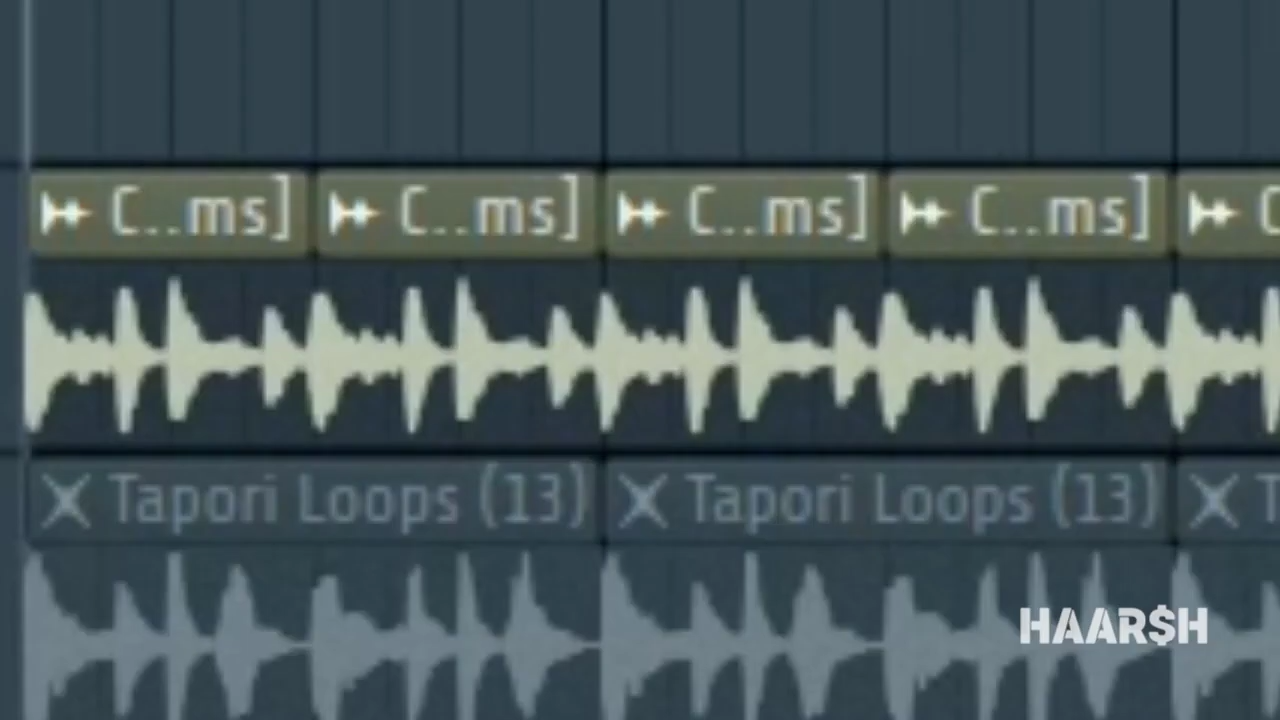 C..ms] C..ms] C..ms] C..ms] C
Tapori Loops (13) Tapori Loops (13) T
HAAR$H